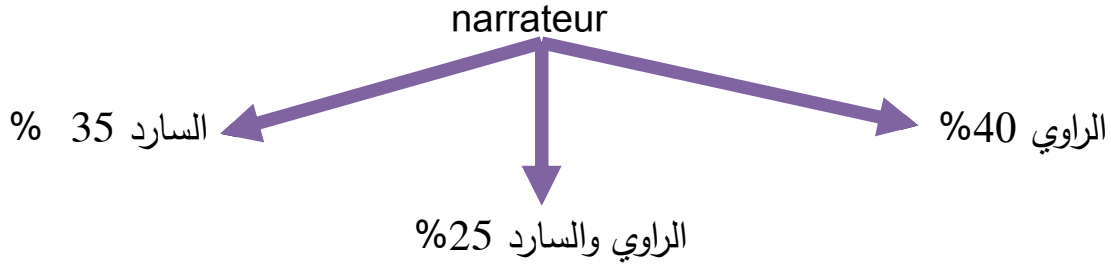 narrateur
الراوي 40%
السارد 35 %
الراوي والسارد 25%